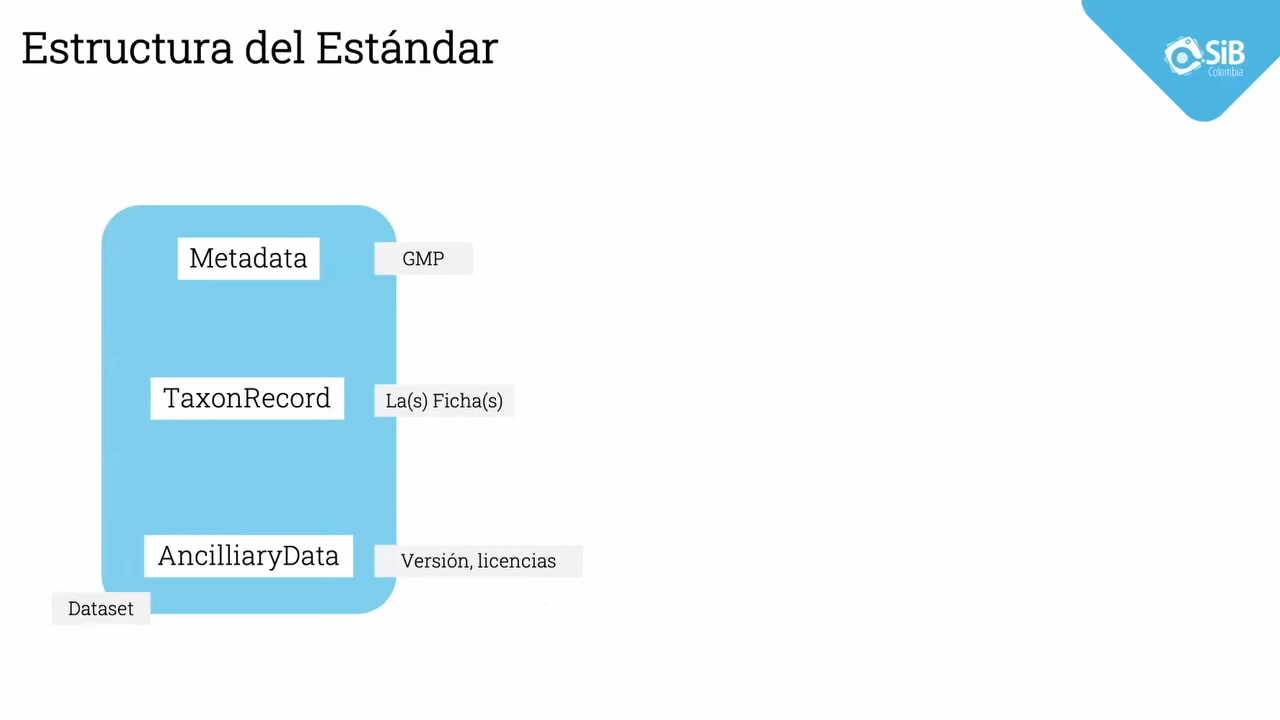 Estructura del Estándar
SiB
Colombia
Metadata
GMP
TaxonRecord
La(s) Ficha(s)
AncilliaryData
Versión, licencias
Dataset